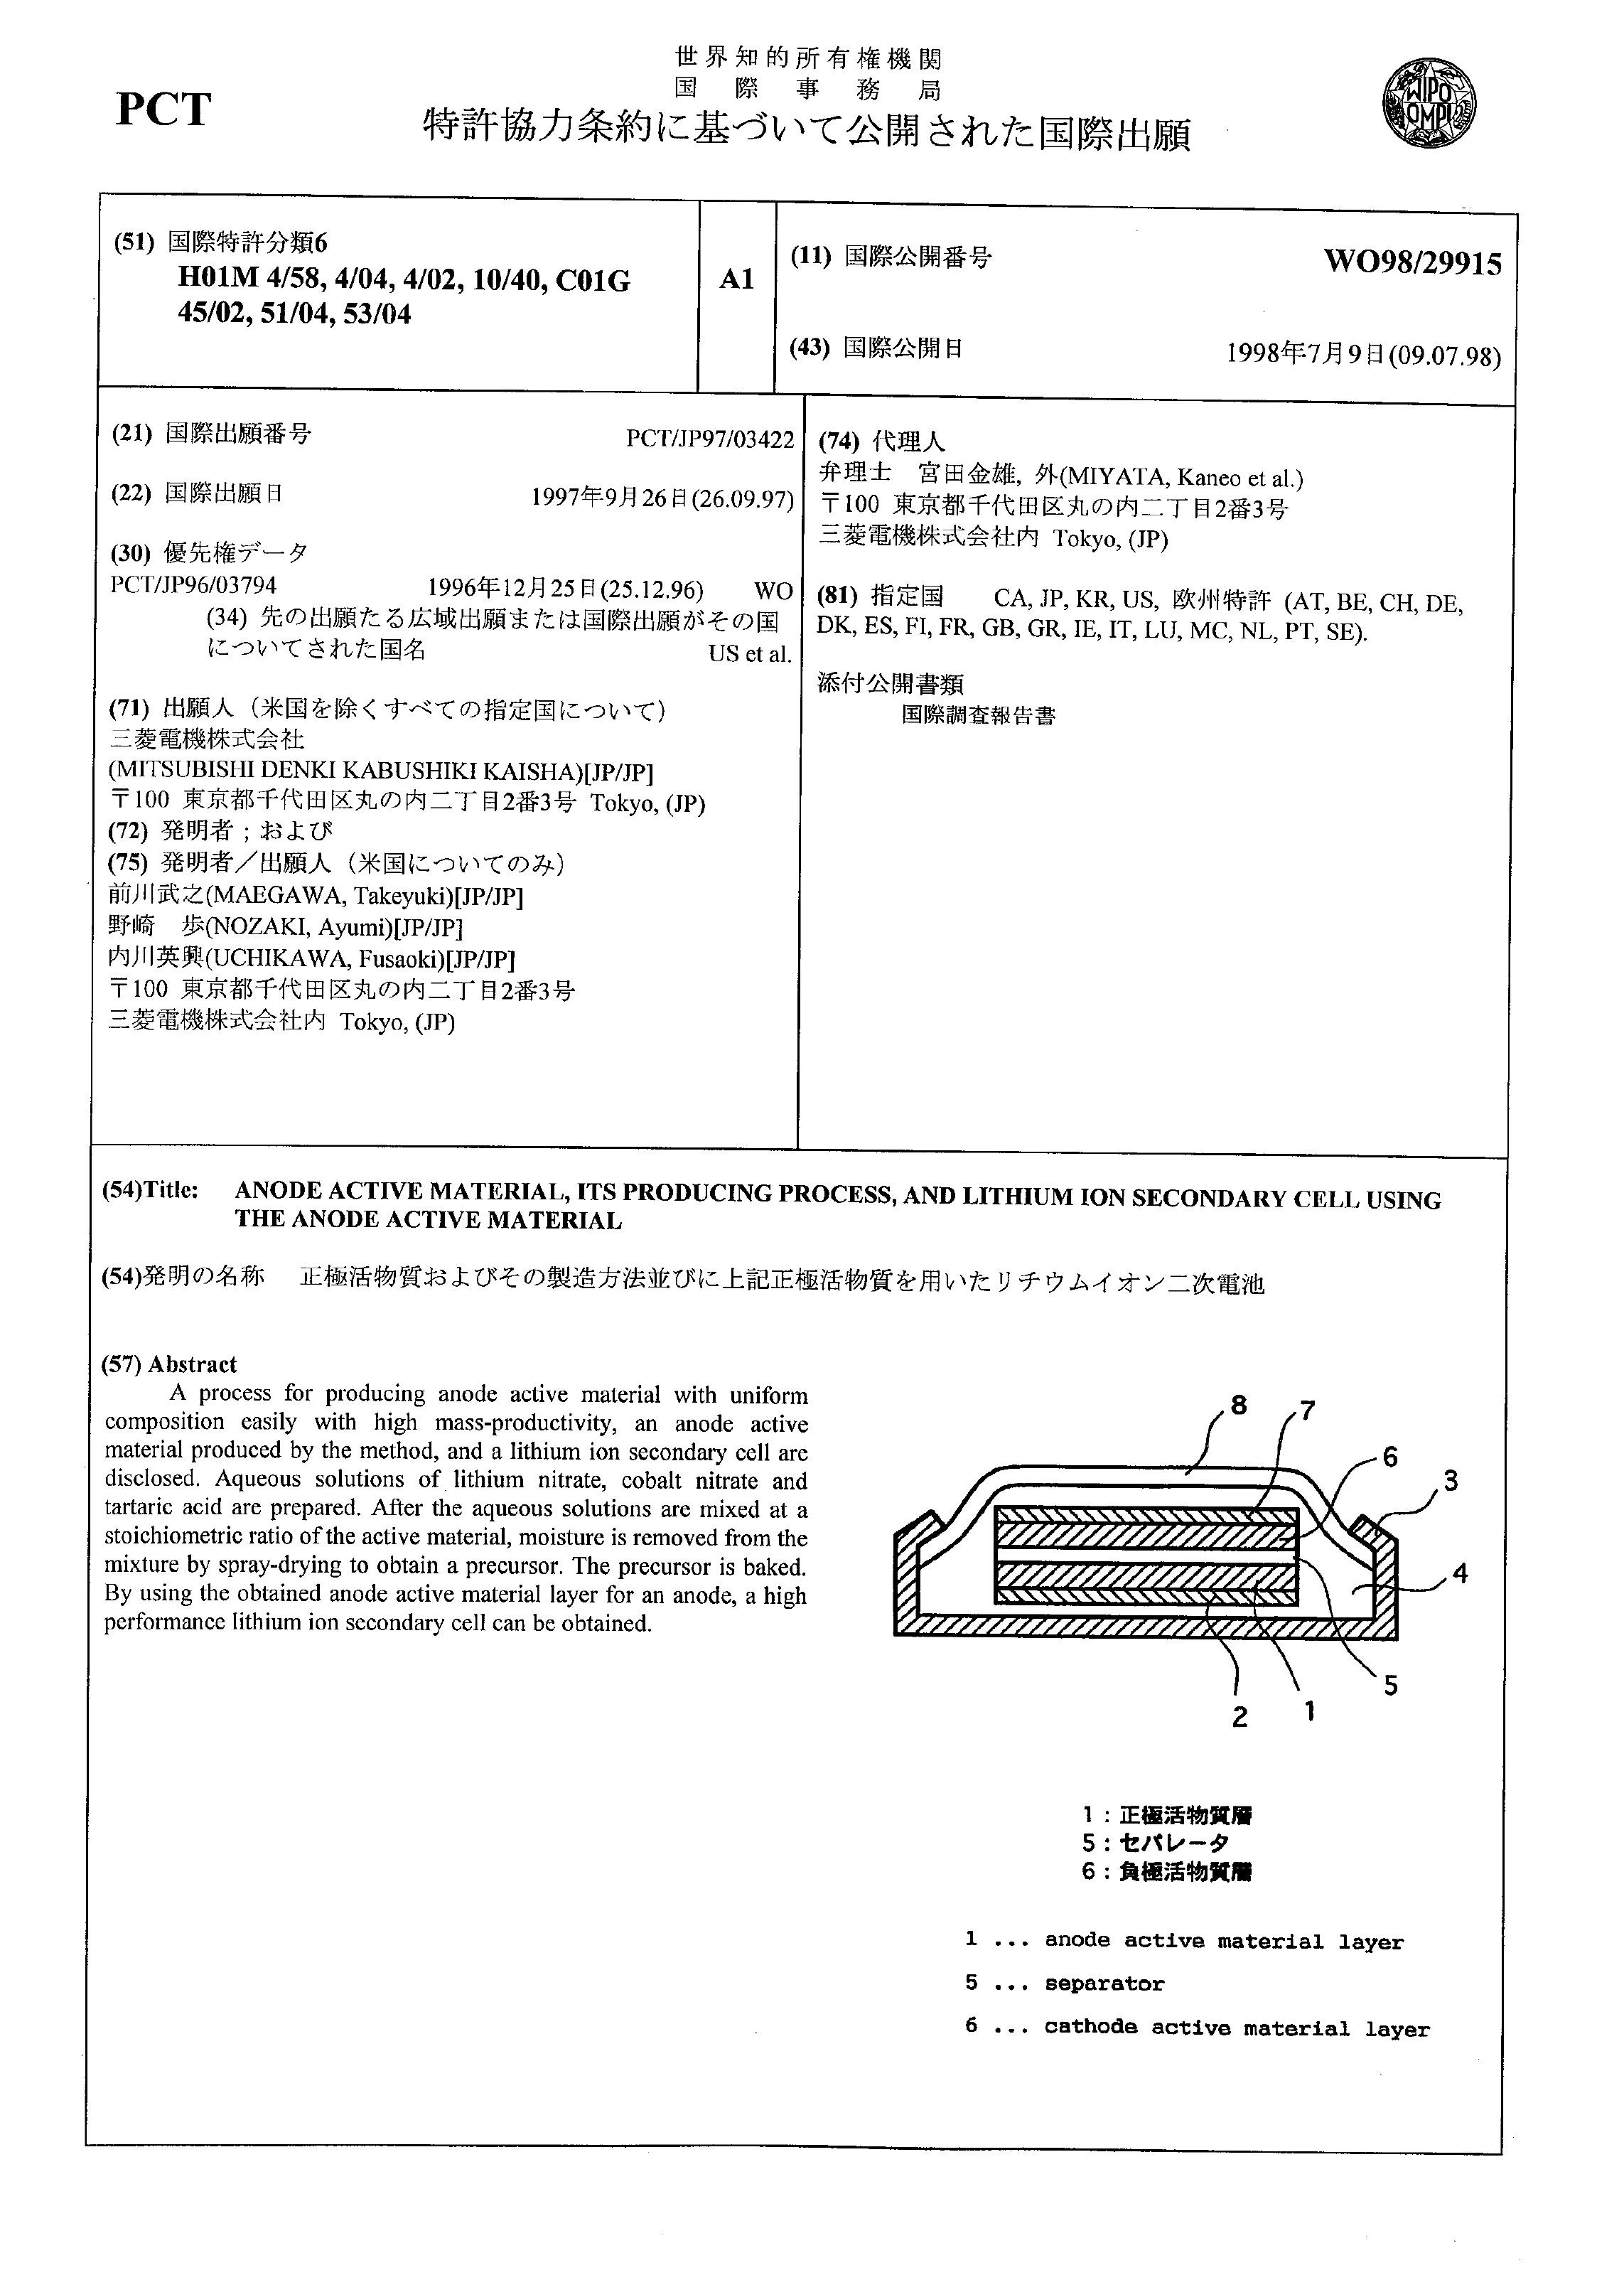 世界知的所有権機関
国際事務局
PCT
特許協力条約に基づいて公開された国際出願
WIPO
OMPI
(51) 国際特許分類6
H01M 4/58, 4/04, 4/02, 10/40, C01G
45/02, 51/04, 53/04
A1
(11) 国際公開番号
WO98/29915
(43) 国際公開日
1998年7月9日(09.07.98)
(21) 国際出願番号 PCT/JP97/03422
(22) 国際出願日 1997年9月26日(26.09.97)
(30) 優先権データ
PCT/JP96/03794 1996年12月25日(25.12.96) WO
(34) 先の出願たる広域出願または国際出願がその国
についてされた国名 US et al.
(71) 出願人（米国を除くすべての指定国について）
三菱電機株式会社
(MITSUBISHI DENKI KABUSHIKI KAISHA)[JP/JP]
〒100 東京都千代田区丸の内二丁目2番3号 Tokyo, (JP)
(72) 発明者；および
(75) 発明者／出願人（米国についてのみ）
前川武之(MAEGAWA, Takeyuki)[JP/JP]
野崎 歩(NOZAKI, Ayumi)[JP/JP]
内川英興(UCHIKAWA, Fusaoki)[JP/JP]
〒100 東京都千代田区丸の内二丁目2番3号
三菱電機株式会社内 Tokyo, (JP)
(74) 代理人
弁理士 宮田金雄, 外(MIYATA, Kaneo et al.)
〒100 東京都千代田区丸の内二丁目2番3号
三菱電機株式会社内 Tokyo, (JP)
(81) 指定国 CA, JP, KR, US, 欧州特許 (AT, BE, CH, DE,
DK, ES, FI, FR, GB, GR, IE, IT, LU, MC, NL, PT, SE).
添付公開書類
国際調査報告書
(54)Title: ANODE ACTIVE MATERIAL, ITS PRODUCING PROCESS, AND LITHIUM ION SECONDARY CELL USING
THE ANODE ACTIVE MATERIAL
(54)発明の名称 正極活物質およびその製造方法並びに上記正極活物質を用いたリチウムイオン二次電池
(57) Abstract
A process for producing anode active material with uniform
composition easily with high mass-productivity, an anode active
material produced by the method, and a lithium ion secondary cell are
disclosed. Aqueous solutions of lithium nitrate, cobalt nitrate and
tartaric acid are prepared. After the aqueous solutions are mixed at a
stoichiometric ratio of the active material, moisture is removed from the
mixture by spray-drying to obtain a precursor. The precursor is baked.
By using the obtained anode active material layer for an anode, a high
performance lithium ion secondary cell can be obtained.
8
7
6
3
4
5
2
1
1：正極活物質層
5：セパレータ
6：負極活物質層
1 ... anode active material layer
5 ... separator
6 ... cathode active material layer